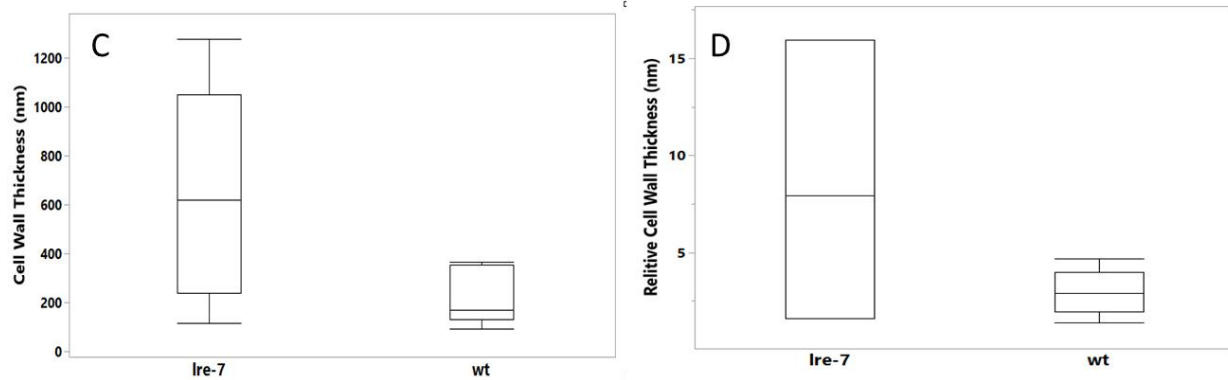 C
Cell Wall Thickness (nm)
1200
1000
800
600
400
200
0
lre-7
wt
D
Relitive Cell Wall Thickness (nm)
15
10
5
lre-7
wt